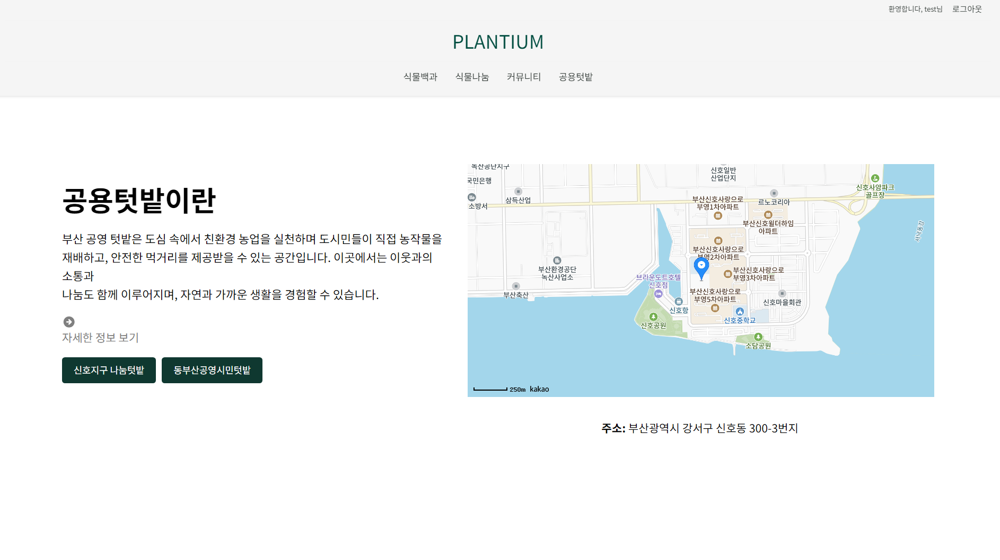 환영합니다, test님 로그아웃
PLANTIUM
식물백과 식물나눔 커뮤니티 공용텃밭
공용텃밭이란
부산 공영 텃밭은 도심 속에서 친환경 농업을 실천하며 도시민들이 직접 농작물을
재배하고, 안전한 먹거리를 제공받을 수 있는 공간입니다. 이곳에서는 이웃과의
소통과
나눔도 함께 이루어지며, 자연과 가까운 생활을 경험할 수 있습니다.
자세한 정보 보기
신호지구 나눔텃밭 동부산공영시민텃밭
녹산공단지구
국민은행
소방서
삼득산업
신호일반
산업단지
부산신호사랑으로
부영1차아파트
르노코리아
신호사암파크
골프장
부산신호윌더하임
아파트
서낙동강
부산신호사랑으로
부영2차아파트
부산환경공단
녹산사업소
브라운도트호텔
신호점
부산신호사랑으로
부영3차아파트
부산축산
부산신호사랑으로
부영5차아파트
신호마을회관
신호항
신호중학교
신호공원
소담공원
250m kakao
주소: 부산광역시 강서구 신호동 300-3번지